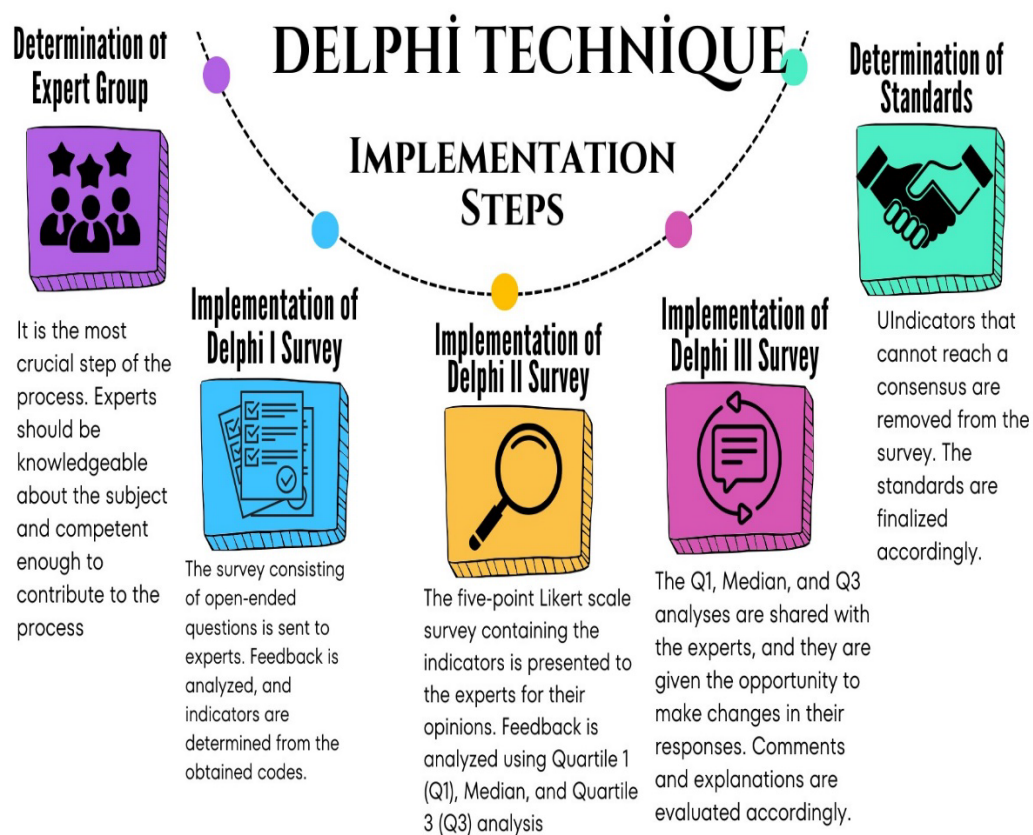 DELPHİ TECHNİQUE
IMPLEMENTATION
STEPS
Determination of
Expert Group
It is the most
crucial step of the
process. Experts
should be
knowledgeable
about the subject
and competent
enough to
contribute to the
process
Implementation of
Delphi I Survey
The survey consisting
of open-ended
questions is sent to
experts. Feedback is
analyzed, and
indicators are
determined from the
obtained codes.
Implementation of
Delphi II Survey
The five-point Likert scale
survey containing the
indicators is presented to
the experts for their
opinions. Feedback is
analyzed using Quartile 1
(Q1), Median, and Quartile
3 (Q3) analysis
Implementation of
Delphi III Survey
The Q1, Median, and Q3
analyses are shared with
the experts, and they are
given the opportunity to
make changes in their
responses. Comments
and explanations are
evaluated accordingly.
Determination of
Standards
UIndicators that
cannot reach a
consensus are
removed from the
survey. The
standards are
finalized
accordingly.